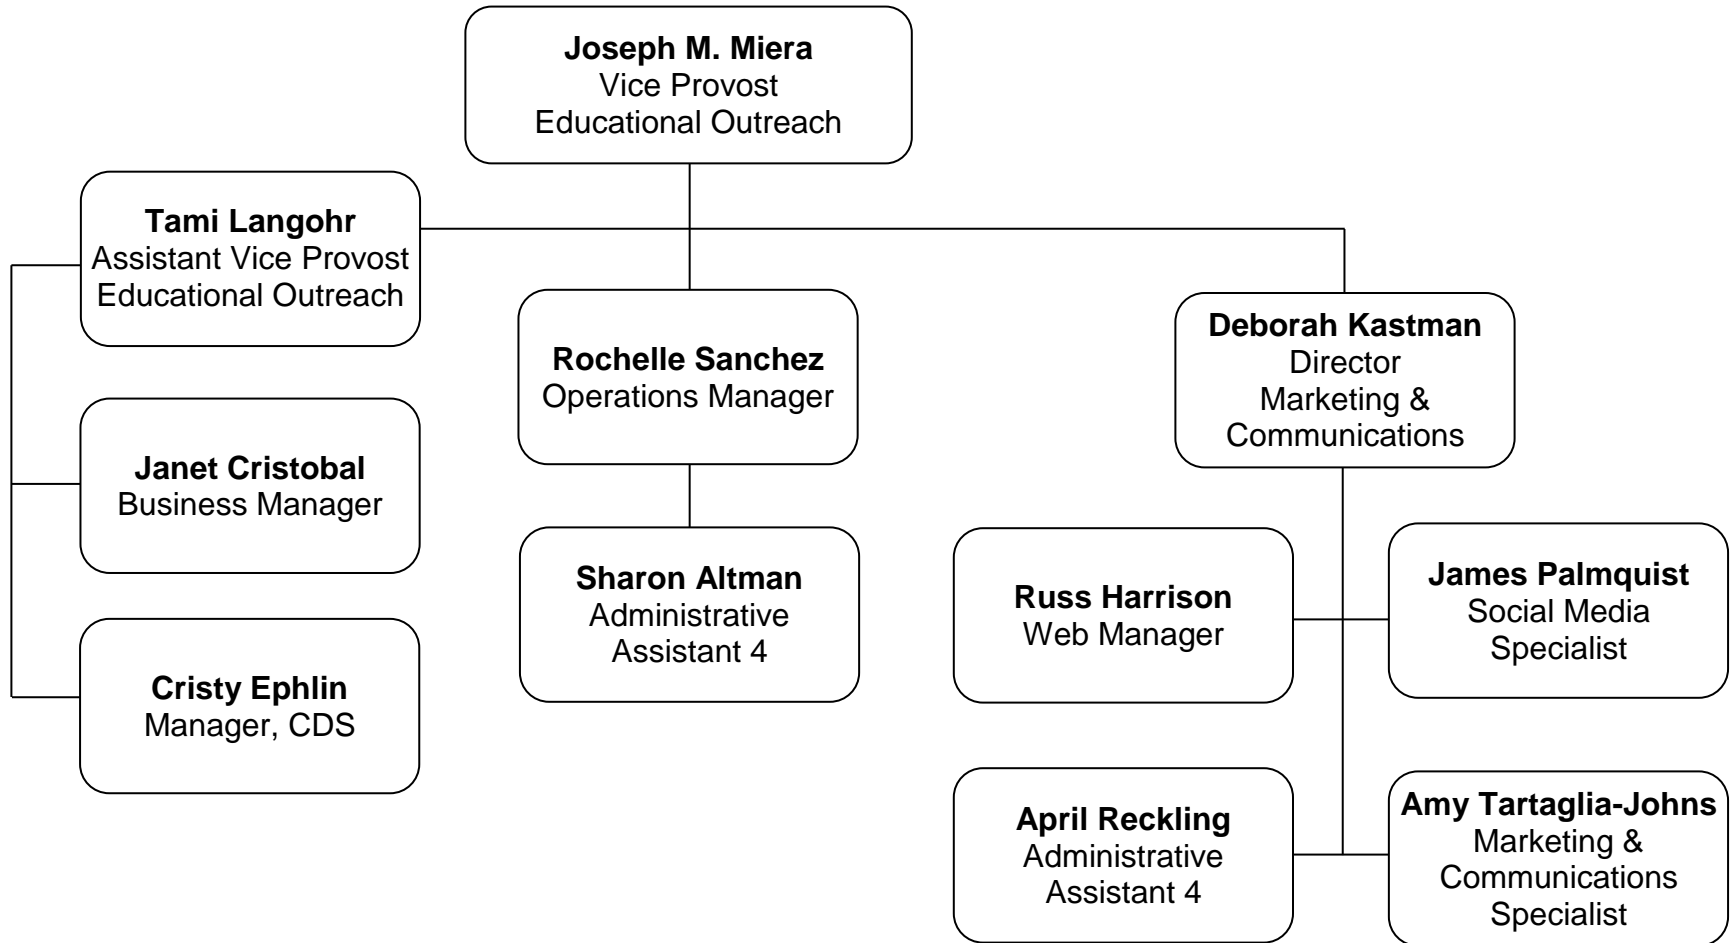 Joseph M. Miera
Vice Provost
Educational Outreach
Tami Langohr
Assistant Vice Provost
Educational Outreach
Janet Cristobal
Business Manager
Cristy Ephlin
Manager, CDS
Rochelle Sanchez
Operations Manager
Sharon Altman
Administrative
Assistant 4
Deborah Kastman
Director
Marketing &
Communications
Russ Harrison
Web Manager
James Palmquist
Social Media
Specialist
April Reckling
Administrative
Assistant 4
Amy Tartaglia-Johns
Marketing &
Communications
Specialist